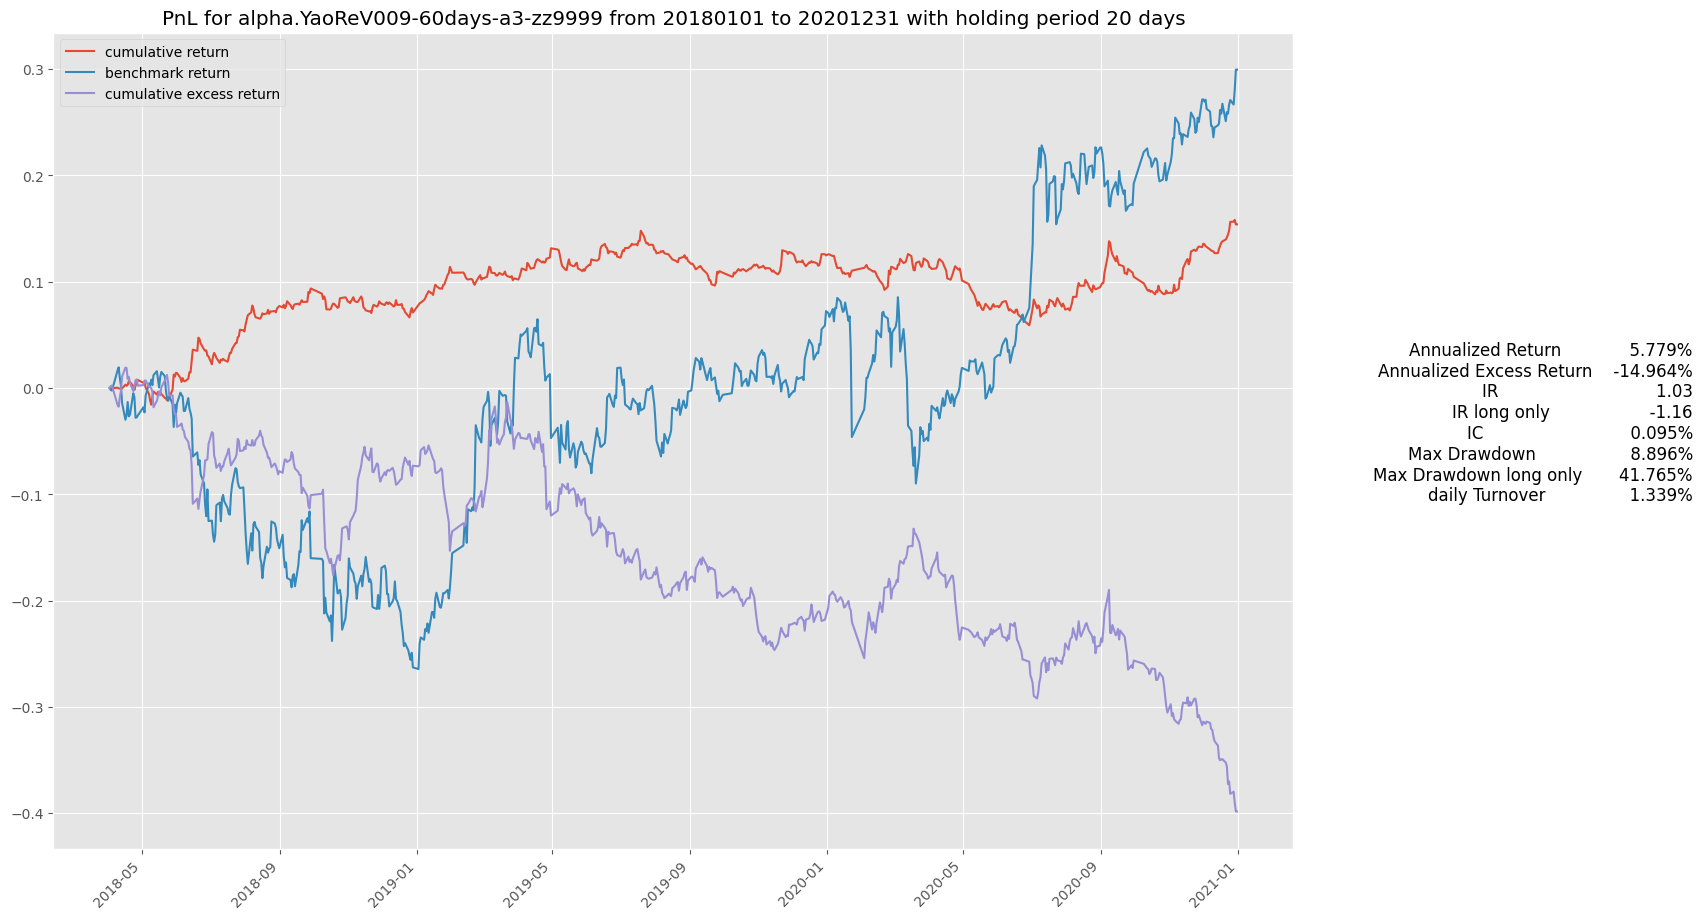 PnL for alpha.YaoReV009-60days-a3-zz9999 from 20180101 to 20201231 with holding period 20 days
cumulative return
benchmark return
cumulative excess return
0.3
0.2
0.1
0.0
−0.1
−0.2
−0.3
−0.4
2018-05
2018-09
2019-01
2019-05
2019-09
2020-01
2020-05
2020-09
2021-01
Annualized Return 5.779%
Annualized Excess Return -14.964%
IR 1.03
IR long only -1.16
IC 0.095%
Max Drawdown 8.896%
Max Drawdown long only 41.765%
daily Turnover 1.339%